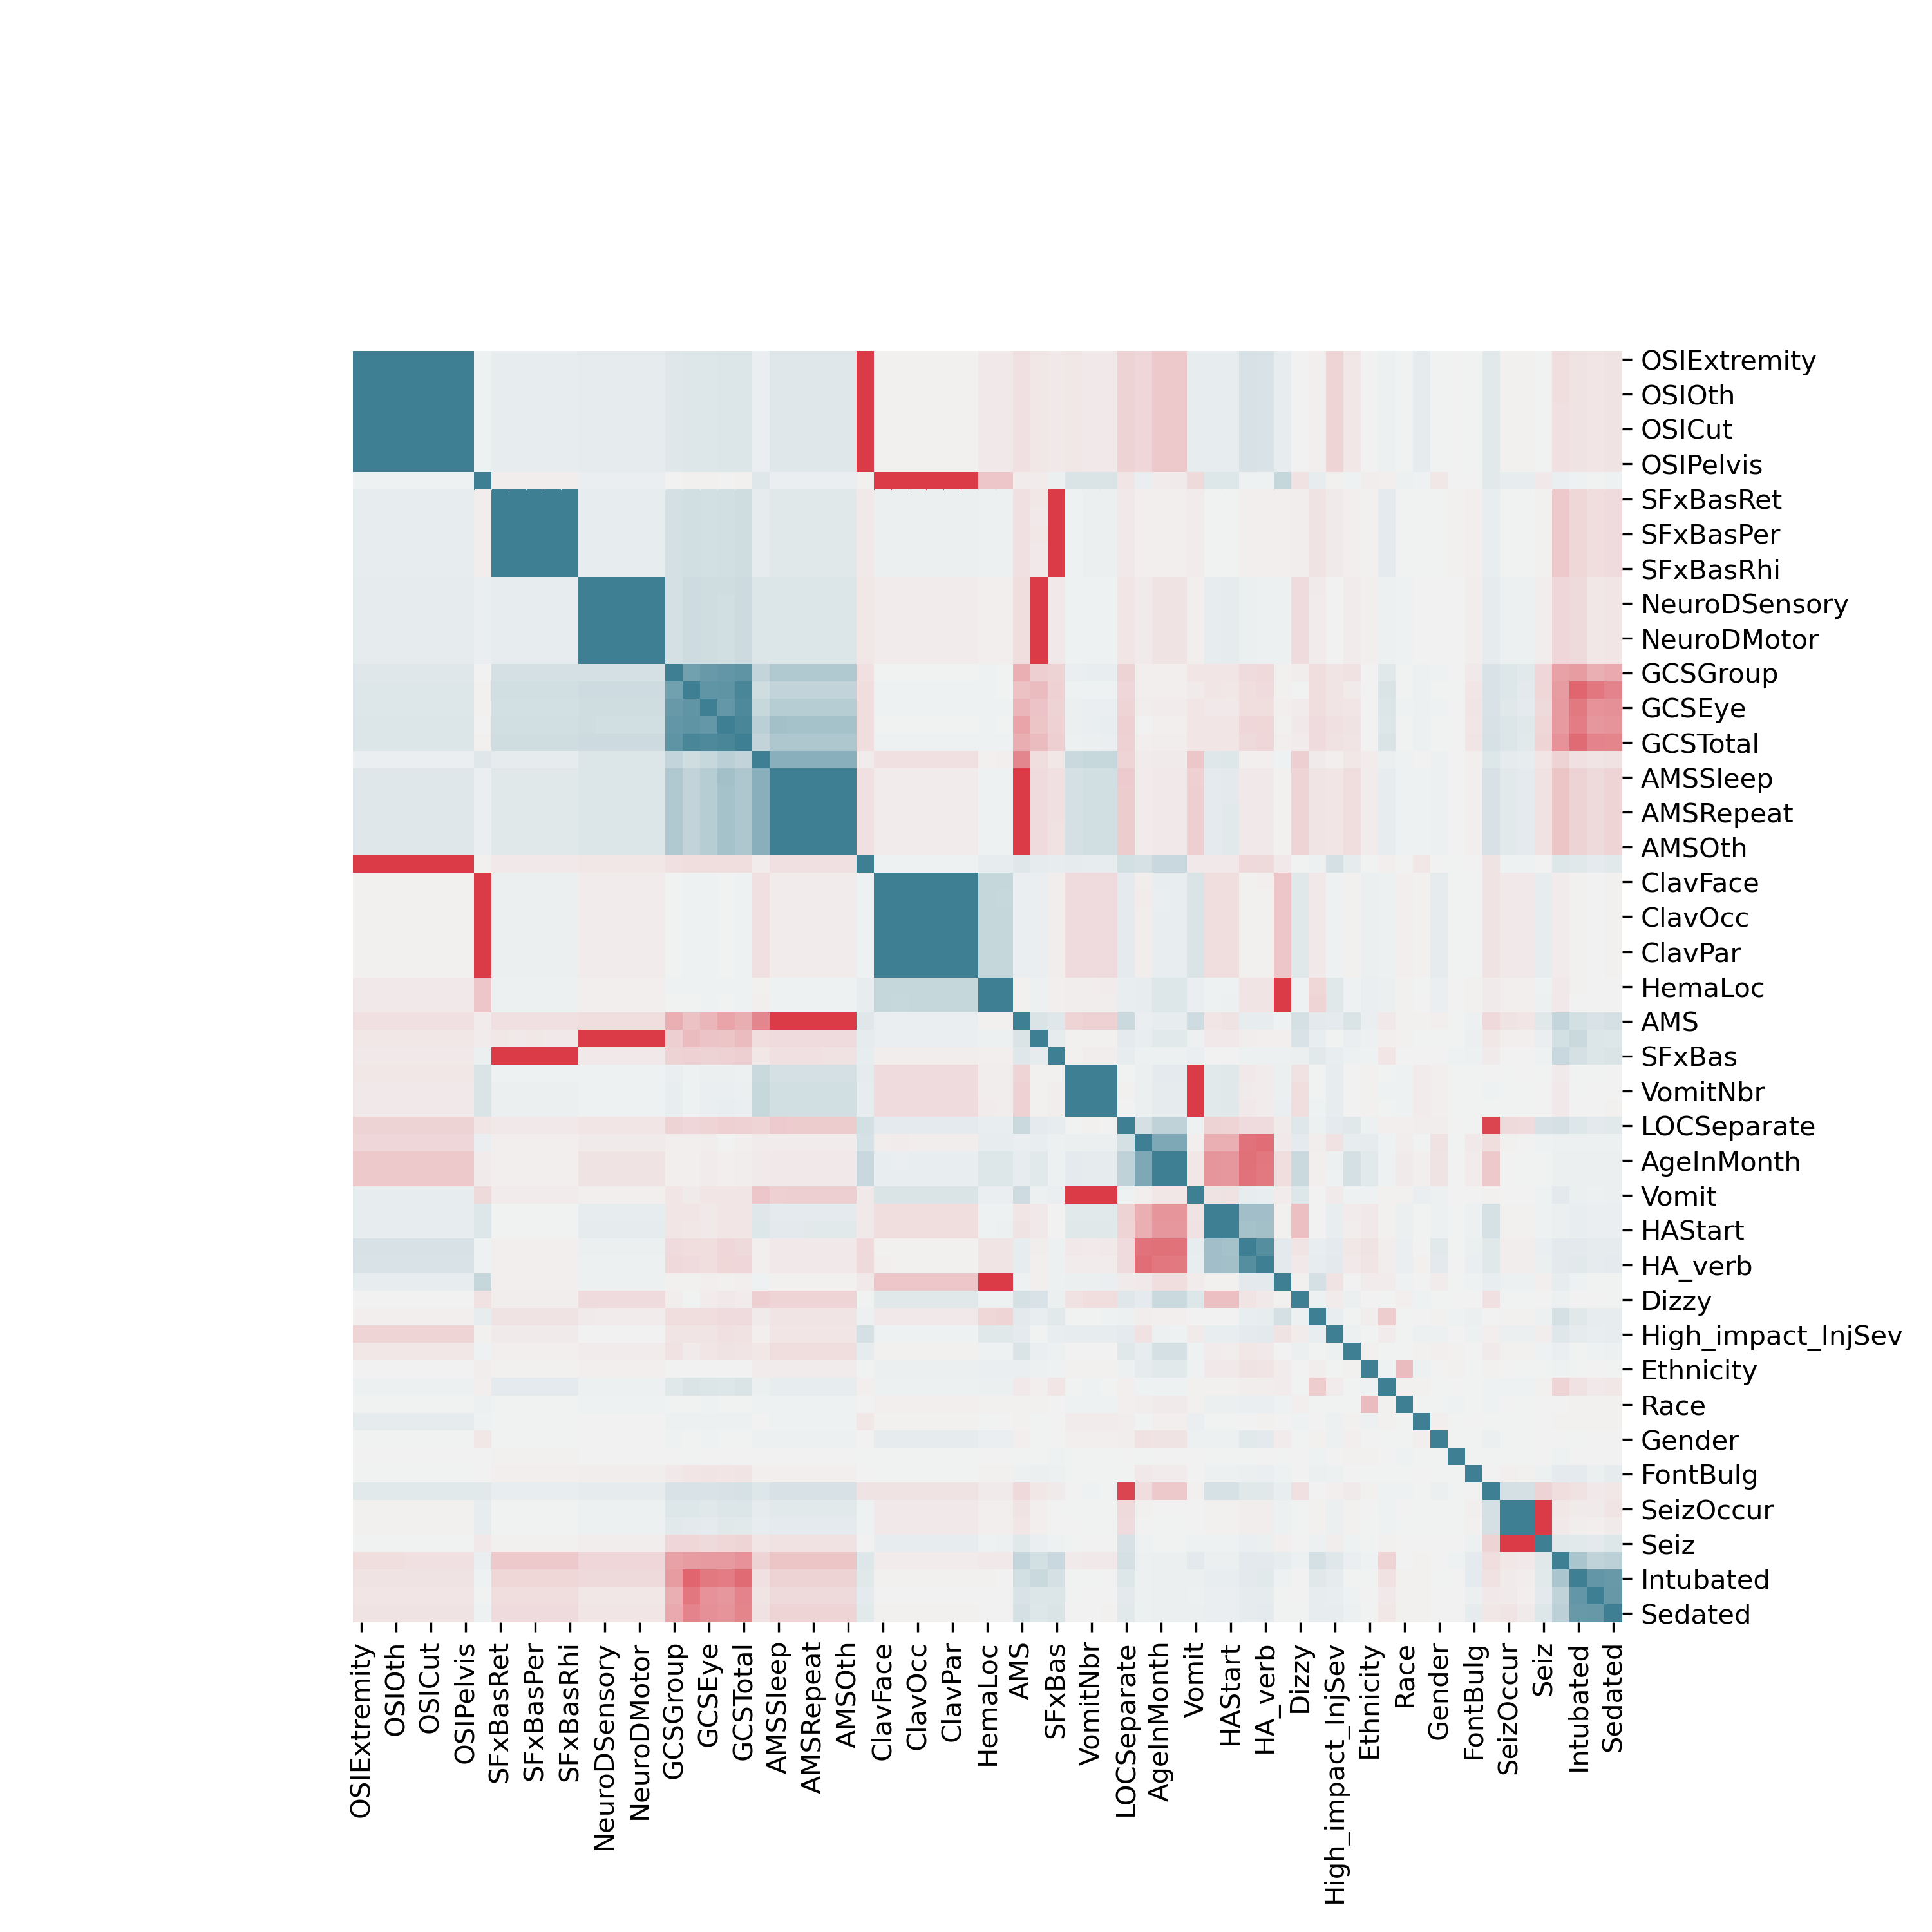 OSIExtremity
OSIOth
OSICut
OSIPelvis
SFxBasRet
SFxBasPer
SFxBasRhi
NeuroDSensory
NeuroDMotor
GCSGroup
GCSEye
GCSTotal
AMSSleep
AMSRepeat
AMSOth
ClavFace
ClavOcc
ClavPar
HemaLoc
AMS
SFxBas
VomitNbr
LOCSeparate
AgeInMonth
Vomit
HAStart
HA_verb
Dizzy
High_impact_InjSev
Ethnicity
Race
Gender
FontBulg
SeizOccur
Seiz
Intubated
Sedated
OSIExtremity
OSIOth
OSICut
OSIPelvis
SFxBasRet
SFxBasPer
SFxBasRhi
NeuroDSensory
NeuroDMotor
GCSGroup
GCSEye
GCSTotal
AMSSleep
AMSRepeat
AMSOth
ClavFace
ClavOcc
ClavPar
HemaLoc
AMS
SFxBas
VomitNbr
LOCSeparate
AgeInMonth
Vomit
HAStart
HA_verb
Dizzy
High_impact_InjSev
Ethnicity
Race
Gender
FontBulg
SeizOccur
Seiz
Intubated
Sedated